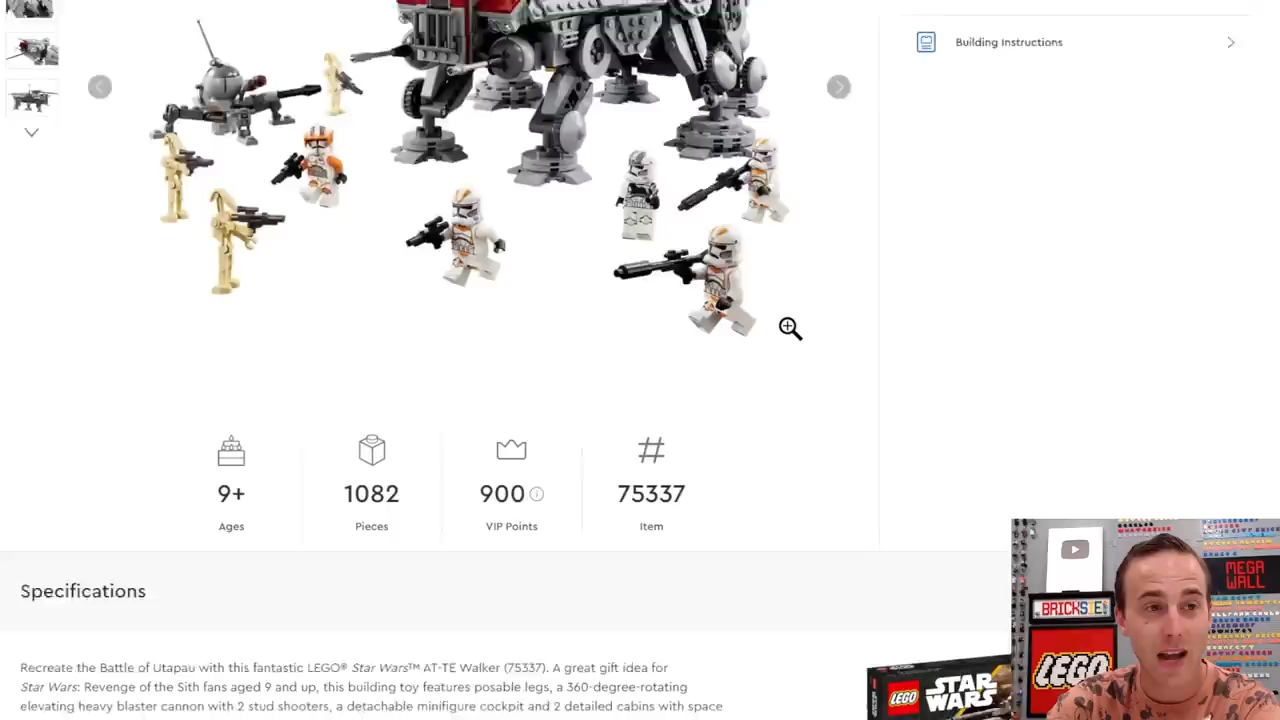 Building Instructions
9+
Ages
1082
Pieces
900
VIP Points
#
75337
Item
Specifications
Recreate the Battle of Utapau with this fantastic LEGO® Star Wars™ AT-TE Walker (75337). A great gift idea for
Star Wars: Revenge of the Sith fans aged 9 and up, this building toy features posable legs, a 360-degree-rotating
elevating heavy blaster cannon with 2 stud shooters, a detachable minifigure cockpit and 2 detailed cabins with space
MEGA
WALL
BRICKSIE
LEGO
LEGO
STAR
WARS